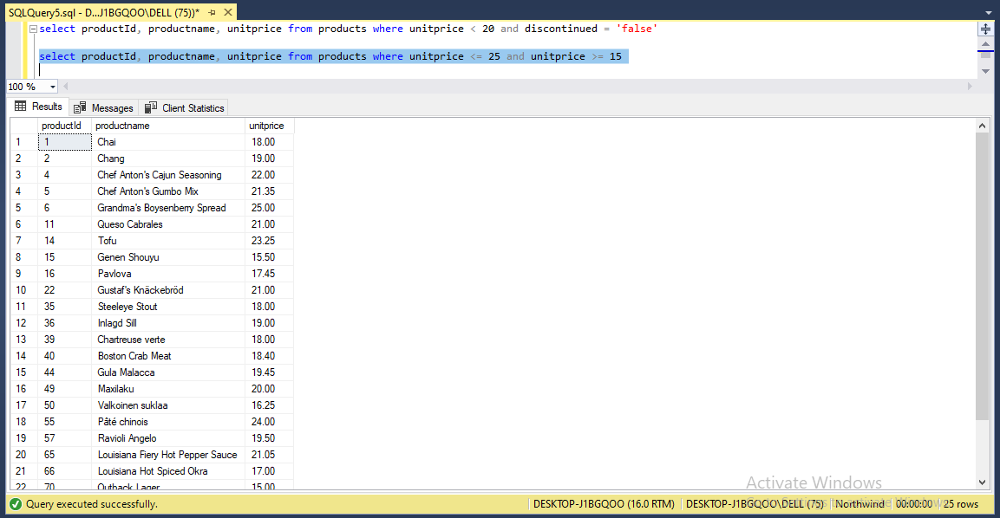 SQLQuery5.sql - D...J1BGQOO\DELL (75))*
select productId, productname, unitprice from products where unitprice < 20 and discontinued = 'false'
select productId, productname, unitprice from products where unitprice <= 25 and unitprice >= 15
100 %
Results Messages Client Statistics
productId productname unitprice
1 1 Chai 18.00
2 2 Chang 19.00
3 4 Chef Anton's Cajun Seasoning 22.00
4 5 Chef Anton's Gumbo Mix 21.35
5 6 Grandma's Boysenberry Spread 25.00
6 11 Queso Cabrales 21.00
7 14 Tofu 23.25
8 15 Genen Shouyu 15.50
9 16 Pavlova 17.45
10 22 Gustaf's Knäckebröd 21.00
11 35 Steeleye Stout 18.00
12 36 Inlagd Sill 19.00
13 39 Chartreuse verte 18.00
14 40 Boston Crab Meat 18.40
15 44 Gula Malacca 19.45
16 49 Maxilaku 20.00
17 50 Valkoinen suklaa 16.25
18 55 Pâté chinois 24.00
19 57 Ravioli Angelo 19.50
20 65 Louisiana Fiery Hot Pepper Sauce 21.05
21 66 Louisiana Hot Spiced Okra 17.00
22 70 Outback Lager 15.00
Activate Windows
Query executed successfully. DESKTOP-J1BGQOO (16.0 RTM) DESKTOP-J1BGQOO\DELL (75) Northwind 00:00:00 25 rows